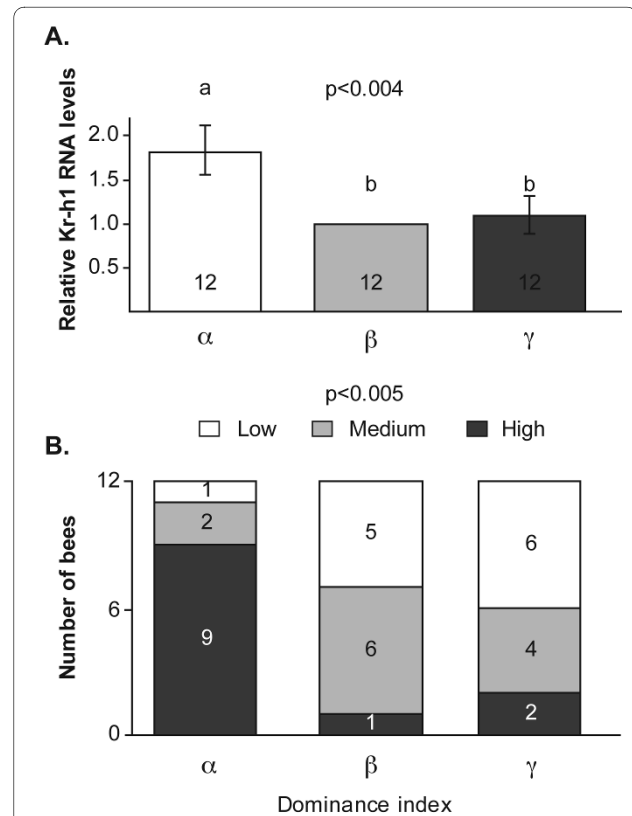 A.
a p<0.004
Relative Kr-h1 RNA levels
2.0
b b
1.5
1.0
0.5
12 12 12
α β γ
p<0.005
Low Medium High
B.
Number of bees
12
1
2
5
6
6
9
6
4
1
2
0
α β γ
Dominance index